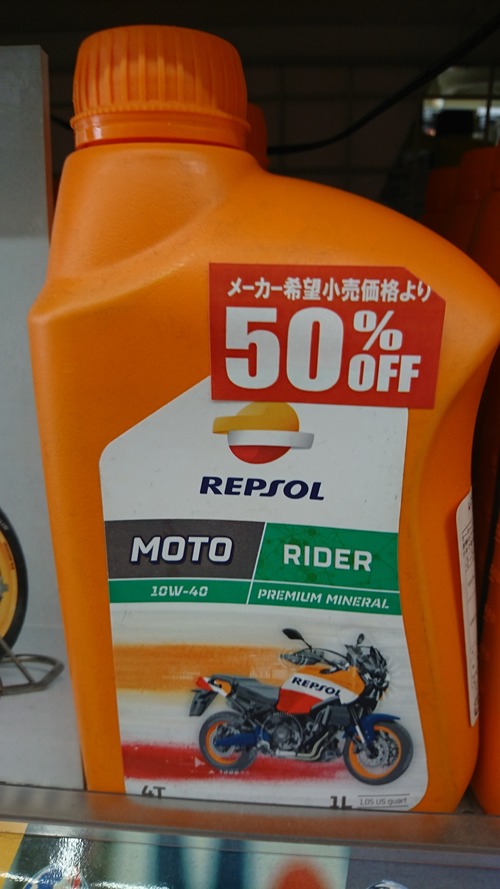 メーカー希望小売価格より
50%
OFF
REPSOL
MOTO
RIDER
10W-40
PREMIUM MINERAL
REPSOL
4T
1L
1.05 US quart